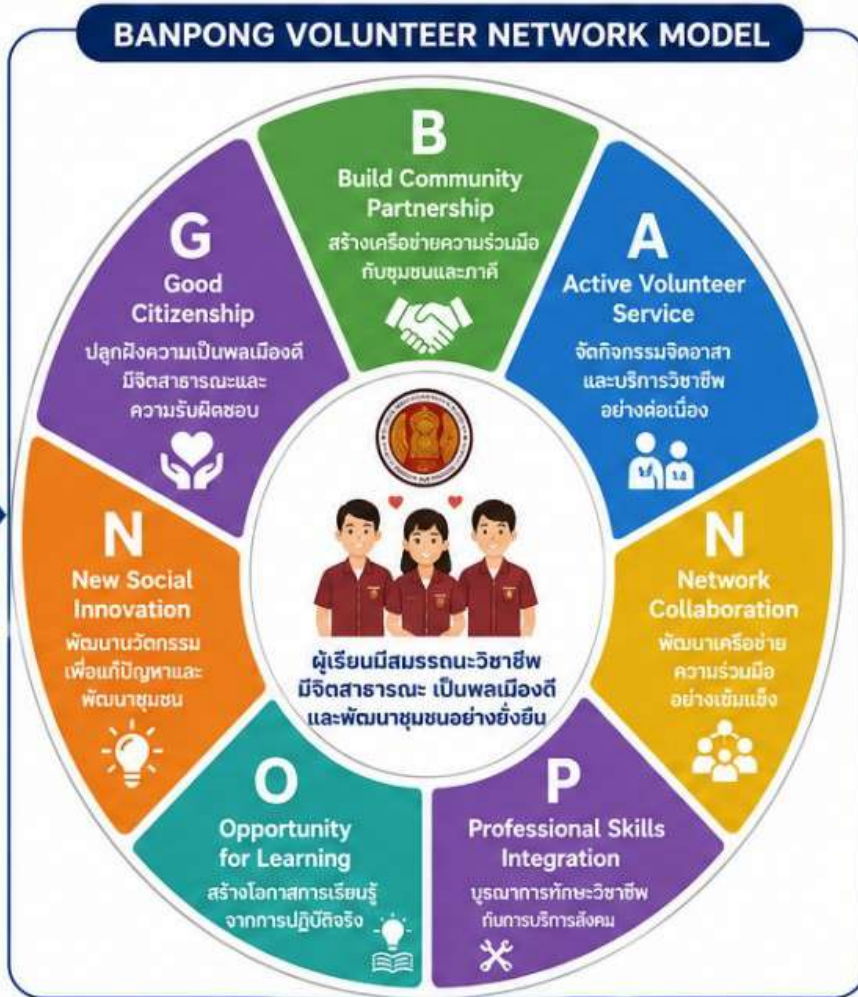 BANPONG VOLUNTEER NETWORK MODEL
B
Build Community
Partnership
สร้างเครือข่ายความร่วมมือ
กับชุมชนและภาคี
A
Active Volunteer
Service
จัดกิจกรรมจิตอาสา
และบริการวิชาชีพ
อย่างต่อเนื่อง
N
Network
Collaboration
พัฒนาเครือข่าย
ความร่วมมือ
อย่างเข้มแข็ง
P
Professional Skills
Integration
บูรณาการทักษะวิชาชีพ
กับการบริการสังคม
O
Opportunity
for Learning
สร้างโอกาสการเรียนรู้
จากการปฏิบัติจริง
N
New Social
Innovation
พัฒนานวัตกรรม
เพื่อแก้ปัญหาและ
พัฒนาชุมชน
G
Good
Citizenship
ปลูกฝังความเป็นพลเมืองดี
มีจิตสาธารณะและ
ความรับผิดชอบ
ผู้เรียนมีสมรรถนะวิชาชีพ
มีจิตสาธารณะ เป็นพลเมืองดี
และพัฒนาชุมชนอย่างยั่งยืน